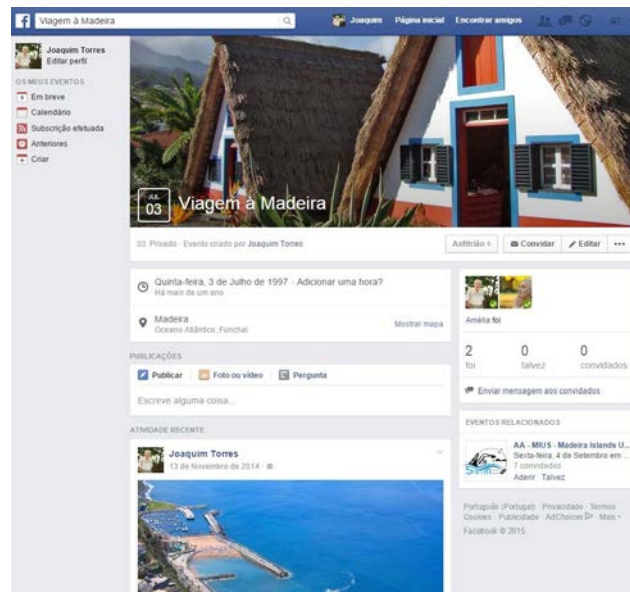 Viagem à Madeira
Joaquim
Página inicial
Encontrar amigos
Joaquim Torres
Editar perfil
OS MEUS EVENTOS
Em breve
Calendário
Subscrição efetuada
Anteriores
Criar
JUL
03
Viagem à Madeira
Privado · Evento criado por Joaquim Torres
Anfitrião
Convidar
Editar
Quinta-feira, 3 de Julho de 1997 · Adicionar uma hora?
Há mais de um ano
Madeira
Oceano Atlântico, Funchal
Mostrar mapa
Amélia foi
2 0 0
foi talvez convidados
Enviar mensagem aos convidados
PUBLICAÇÕES
Publicar
Foto ou vídeo
Pergunta
Escreve alguma coisa...
EVENTOS RELACIONADOS
AA - MIUS - Madeira Islands U...
Sexta-feira, 4 de Setembro em ...
7 convidados
Aderir · Talvez
ATIVIDADE RECENTE
Joaquim Torres
13 de Novembro de 2014
Português (Portugal) · Privacidade · Termos ·
Cookies · Publicidade · AdChoices · Mais
Facebook © 2015